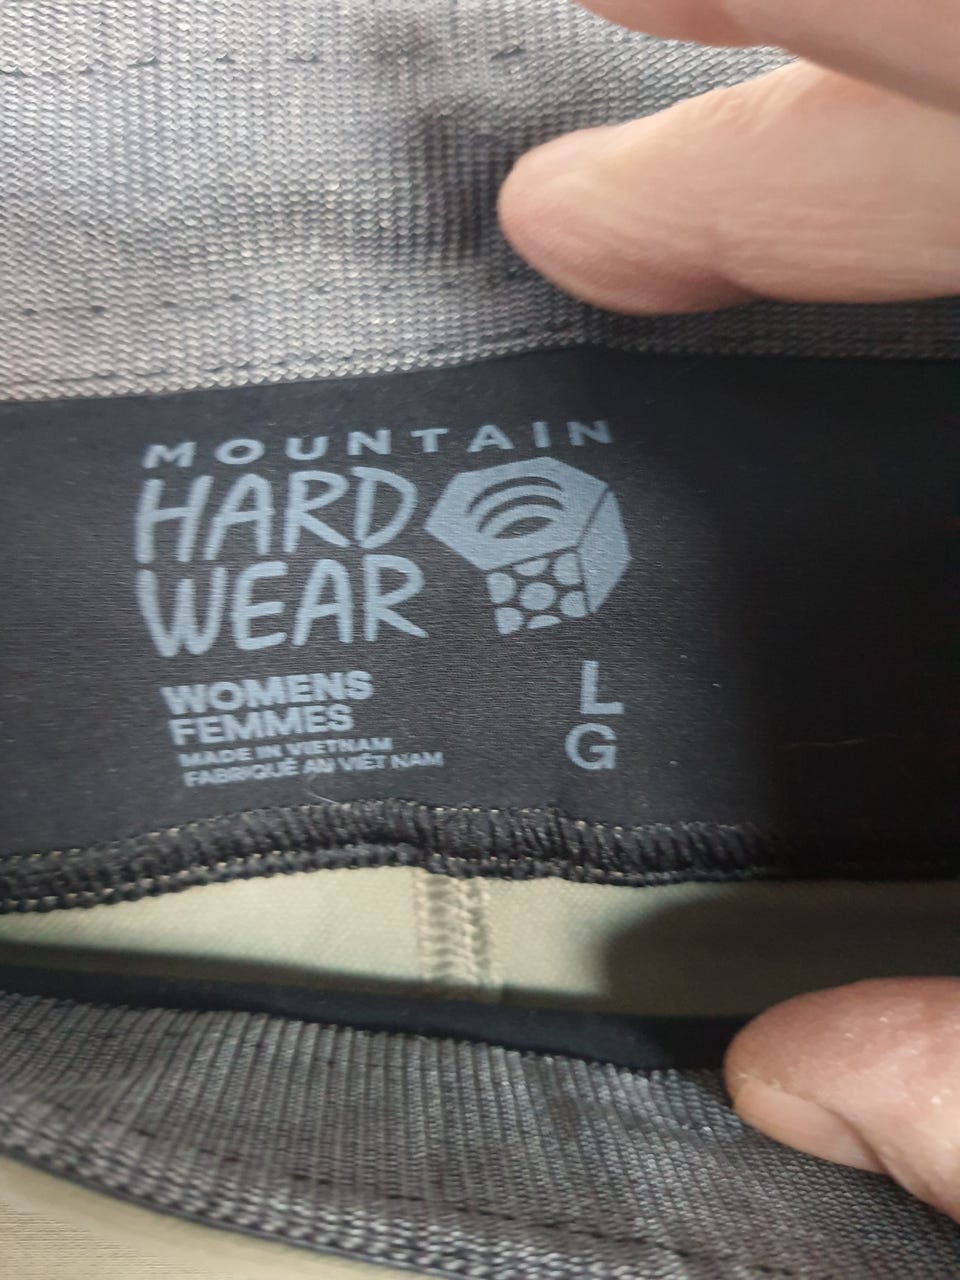 MOUNTAIN
HARD
WEAR
WOMENS
FEMMES
MADE IN VIETNAM
FABRIQUÉ AU VIÊT NAM
L
G